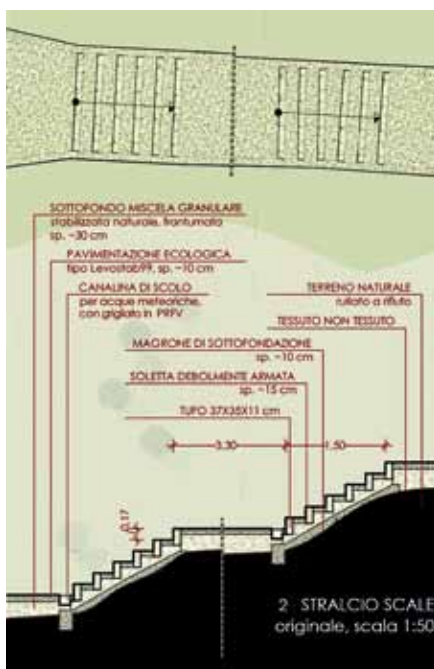 SOTTOFONDO MISCELA GRANULARE
stabilizzata naturale, frantumata
sp. ~30 cm
PAVIMENTAZIONE ECOLOGICA
tipo Levostab99, sp. ~10 cm
CANALINA DI SCOLO
per acque meteoriche,
con grigliato in PRFV
TERRENO NATURALE
rullato a rifiuto
TESSUTO NON TESSUTO
MAGRONE DI SOTTOFONDAZIONE
sp. ~10 cm
SOLETTA DEBOLMENTE ARMATA
sp. ~15 cm
TUFO 37X35X11 cm
3,30
1,50
0,17
2 STRALCIO SCALE
originale, scala 1:50